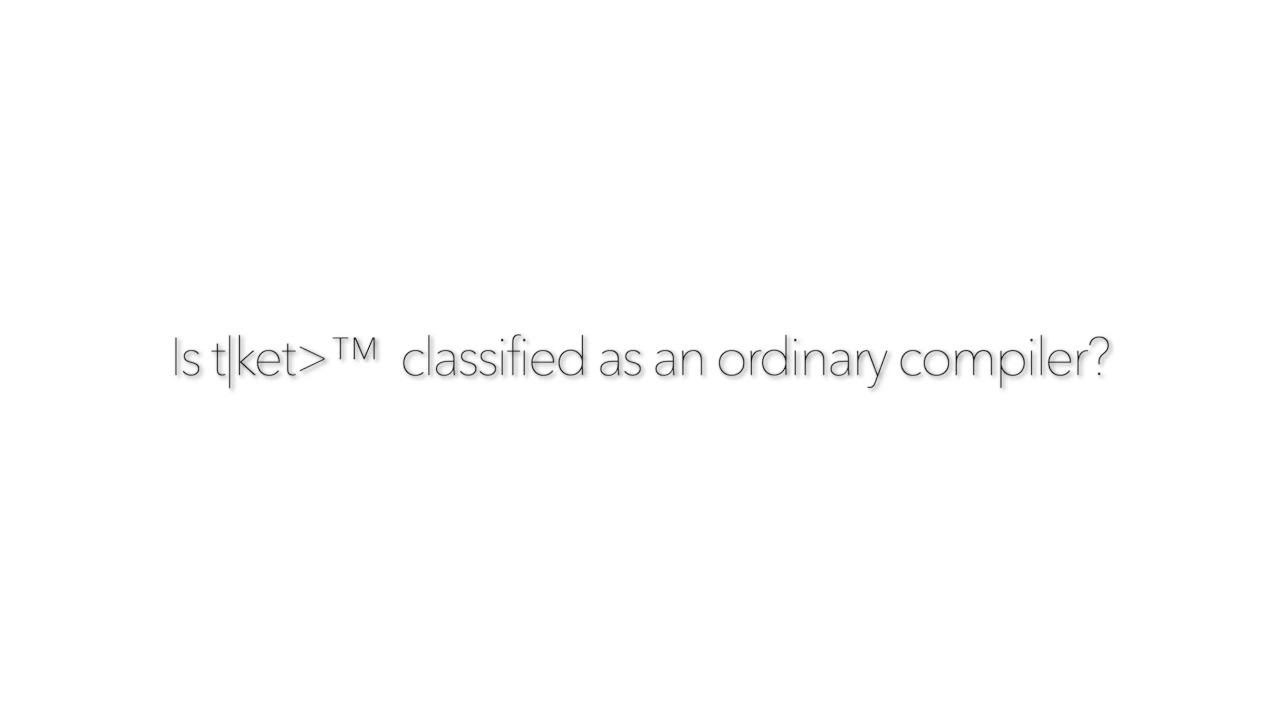 Is t|ket>™ classified as an ordinary compiler?